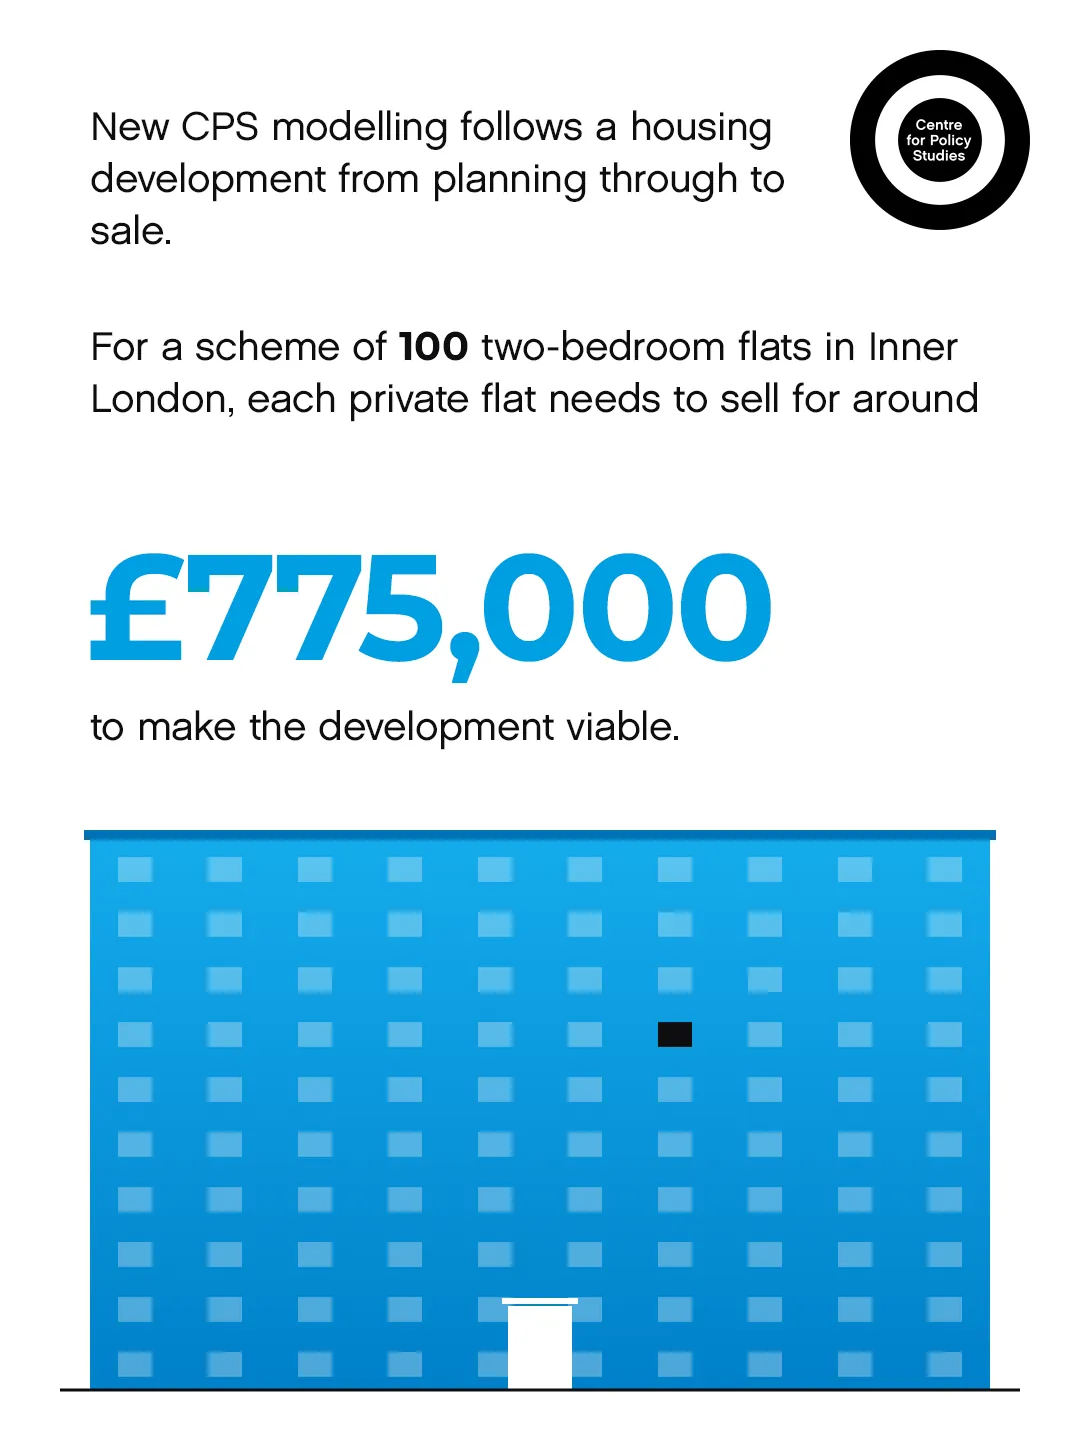 New CPS modelling follows a housing
development from planning through to
sale.
Centre
for Policy
Studies
For a scheme of 100 two-bedroom flats in Inner
London, each private flat needs to sell for around
£775,000
to make the development viable.